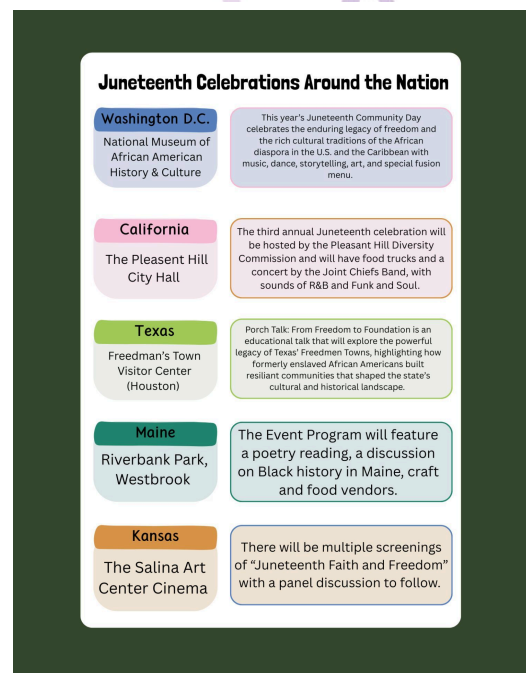 Juneteenth Celebrations Around the Nation
Washington D.C.
National Museum of
African American
History & Culture
This year's Juneteenth Community Day
celebrates the enduring legacy of freedom and
the rich cultural traditions of the African
diaspora in the U.S. and the Caribbean with
music, dance, storytelling, art, and special fusion
menu.
California
The Pleasent Hill
City Hall
The third annual Juneteenth celebration will
be hosted by the Pleasant Hill Diversity
Commission and will have food trucks and a
concert by the Joint Chiefs Band, with
sounds of R&B and Funk and Soul.
Texas
Freedman's Town
Visitor Center
(Houston)
Porch Talk: From Freedom to Foundation is an
educational talk that will explore the powerful
legacy of Texas' Freedmen Towns, highlighting how
formerly enslaved African Americans built
resiliant communities that shaped the state's
cultural and historical landscape.
Maine
Riverbank Park,
Westbrook
The Event Program will feature
a poetry reading, a discussion
on Black history in Maine, craft
and food vendors.
Kansas
The Salina Art
Center Cinema
There will be multiple screenings
of "Juneteenth Faith and Freedom"
with a panel discussion to follow.